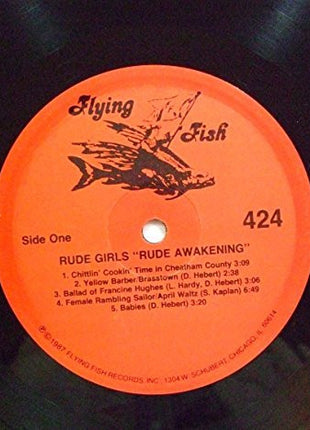 Flying
Fish
424
Side One
RUDE GIRLS "RUDE AWAKENING"
1. Chittlin' Cookin' Time in Cheatham County 3:09
2. Yellow Barber/Brasstown (D. Hebert) 2:38
3. Ballad of Francine Hughes (L. Hardy, D. Hebert) 3:36
4. Female Rambling Sailor/April Waltz (S. Kaplan) 6:49
5. Babies (D. Hebert) 3:20
℗©1987 FLYING FISH RECORDS, INC., 1304 W. SCHUBERT, CHICAGO, IL 60614